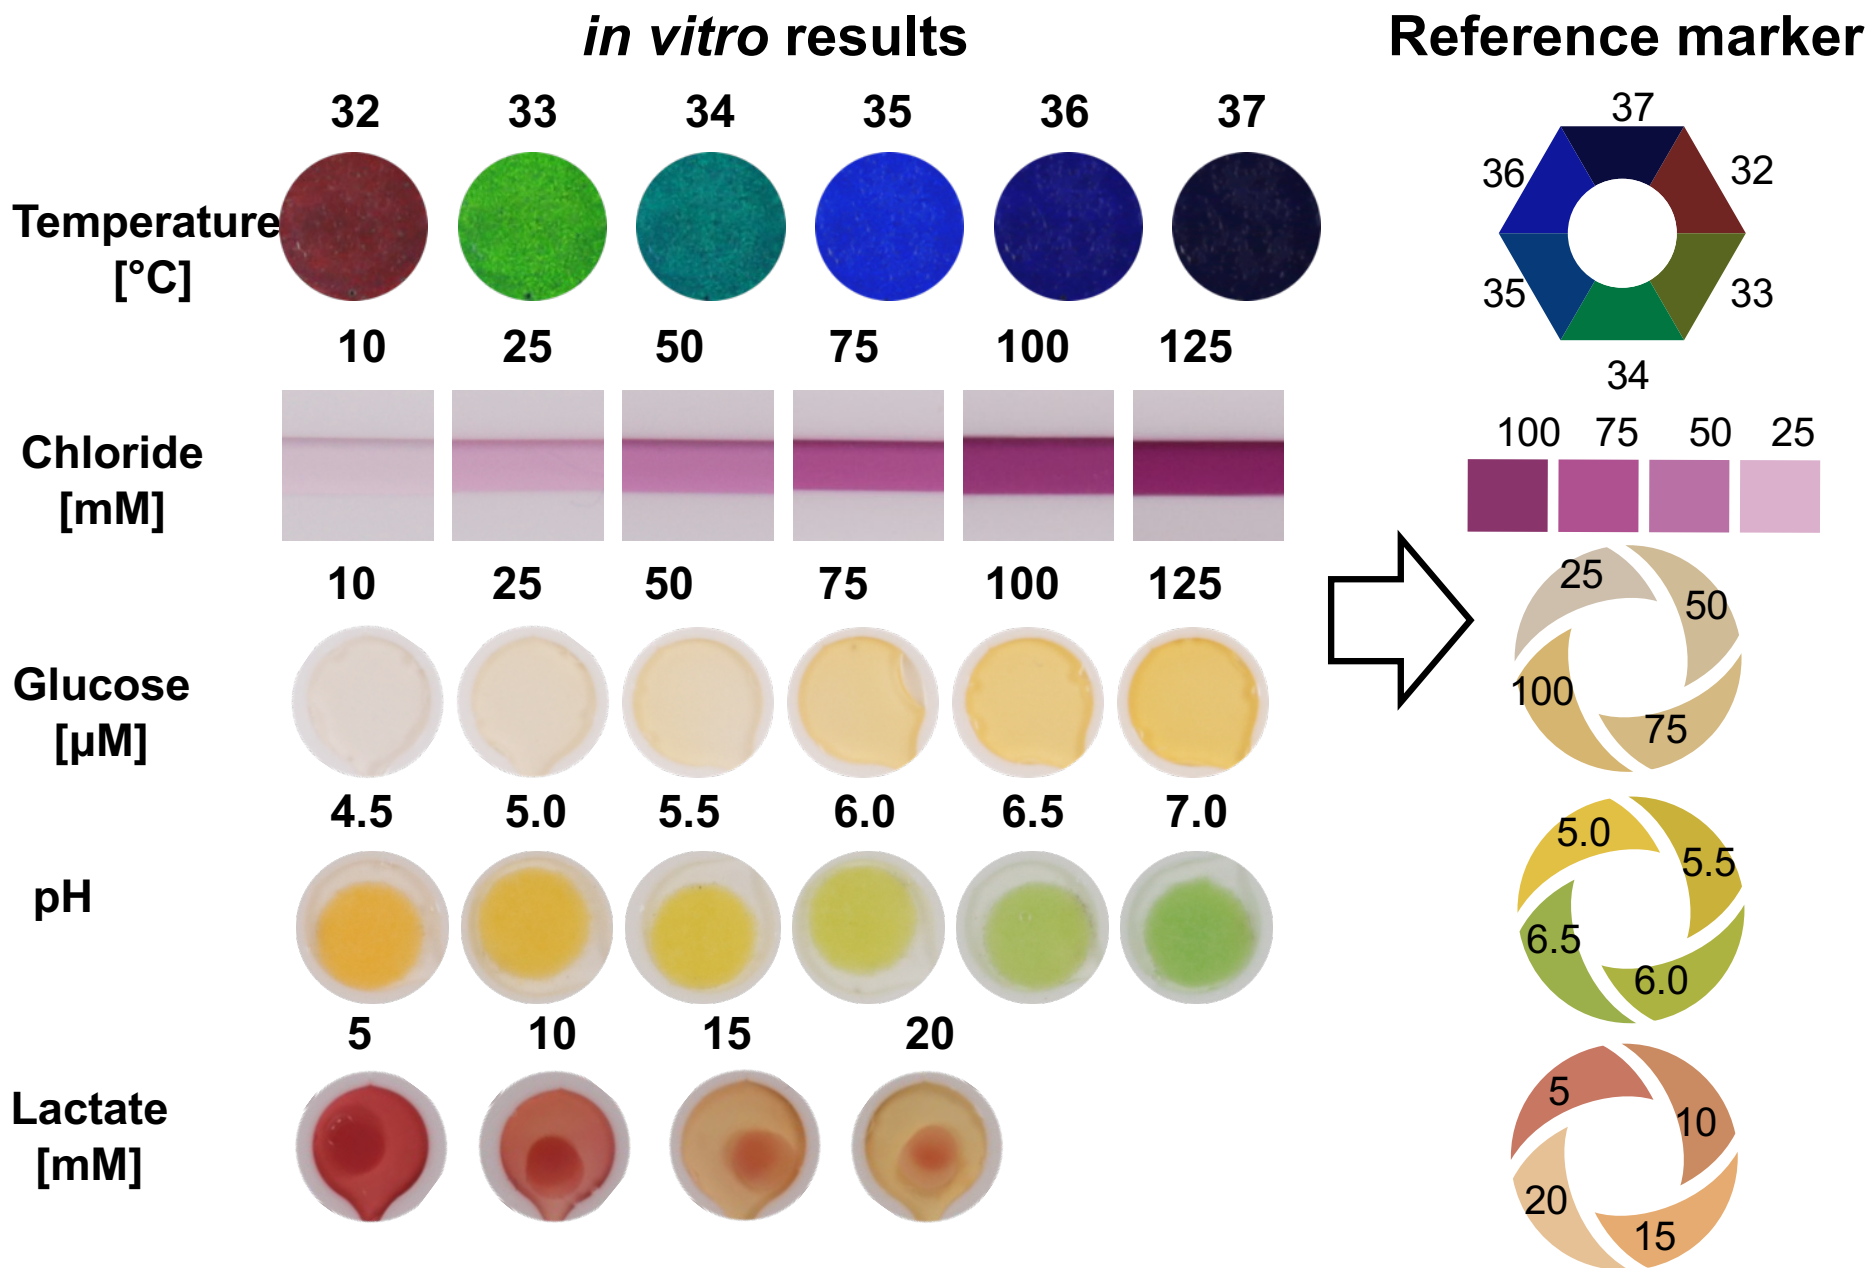 in vitro results
Reference marker
32 33 34 35 36 37
Temperature
[°C]
10 25 50 75 100 125
Chloride
[mM]
10 25 50 75 100 125
Glucose
[µM]
4.5 5.0 5.5 6.0 6.5 7.0
pH
5 10 15 20
Lactate
[mM]
37
36 32
35 33
34
100 75 50 25
25
50
100
75
5.0
5.5
6.5
6.0
5
10
20
15